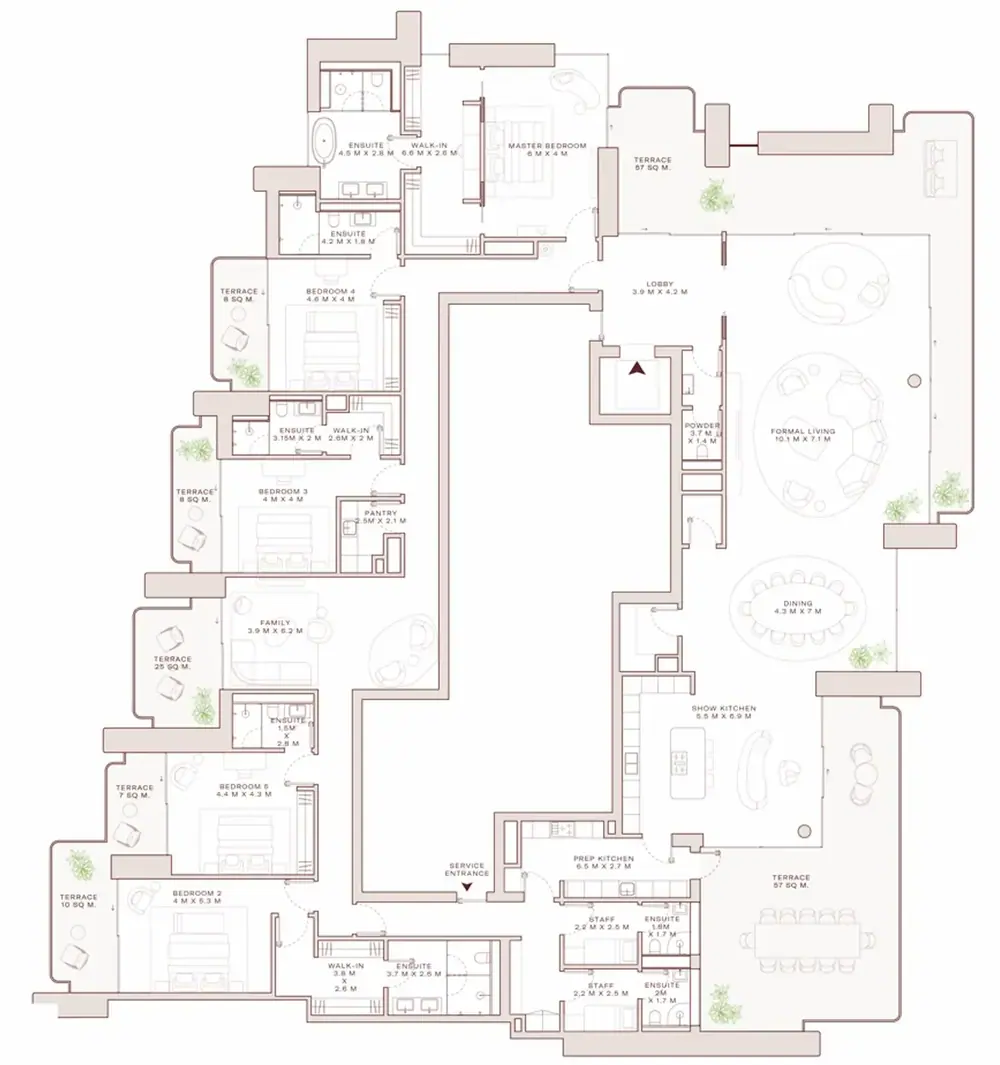 ENSUITE
4.5 M X 2.8 M
WALK-IN
6.6 M X 2.6 M
MASTER BEDROOM
6 M X 4 M
TERRACE
57 SQ M.
ENSUITE
4.2 M X 1.8 M
TERRACE
8 SQ M.
BEDROOM 4
4.6 M X 4 M
LOBBY
3.9 M X 4.2 M
ENSUITE
3.15M X 2 M
WALK-IN
2.6M X 2 M
POWDER
3.7 M
X 1.4 M
FORMAL LIVING
10.1 M X 7.1 M
TERRACE
8 SQ M.
BEDROOM 3
4 M X 4 M
PANTRY
2.5M X 2.1 M
FAMILY
3.9 M X 6.2 M
DINING
4.3 M X 7 M
TERRACE
25 SQ M.
ENSUITE
1.5M
X
2.6 M
SHOW KITCHEN
5.5 M X 6.9 M
TERRACE
7 SQ M.
BEDROOM 5
4.4 M X 4.3 M
SERVICE
ENTRANCE
PREP KITCHEN
6.5 M X 2.7 M
TERRACE
57 SQ M.
TERRACE
10 SQ M.
BEDROOM 2
4 M X 5.3 M
STAFF
2.2 M X 2.5 M
ENSUITE
1.8M
X 1.7 M
WALK-IN
3.8 M
X
2.6 M
ENSUITE
3.7 M X 2.5 M
STAFF
2.2 M X 2.5 M
ENSUITE
2M
X 1.7 M